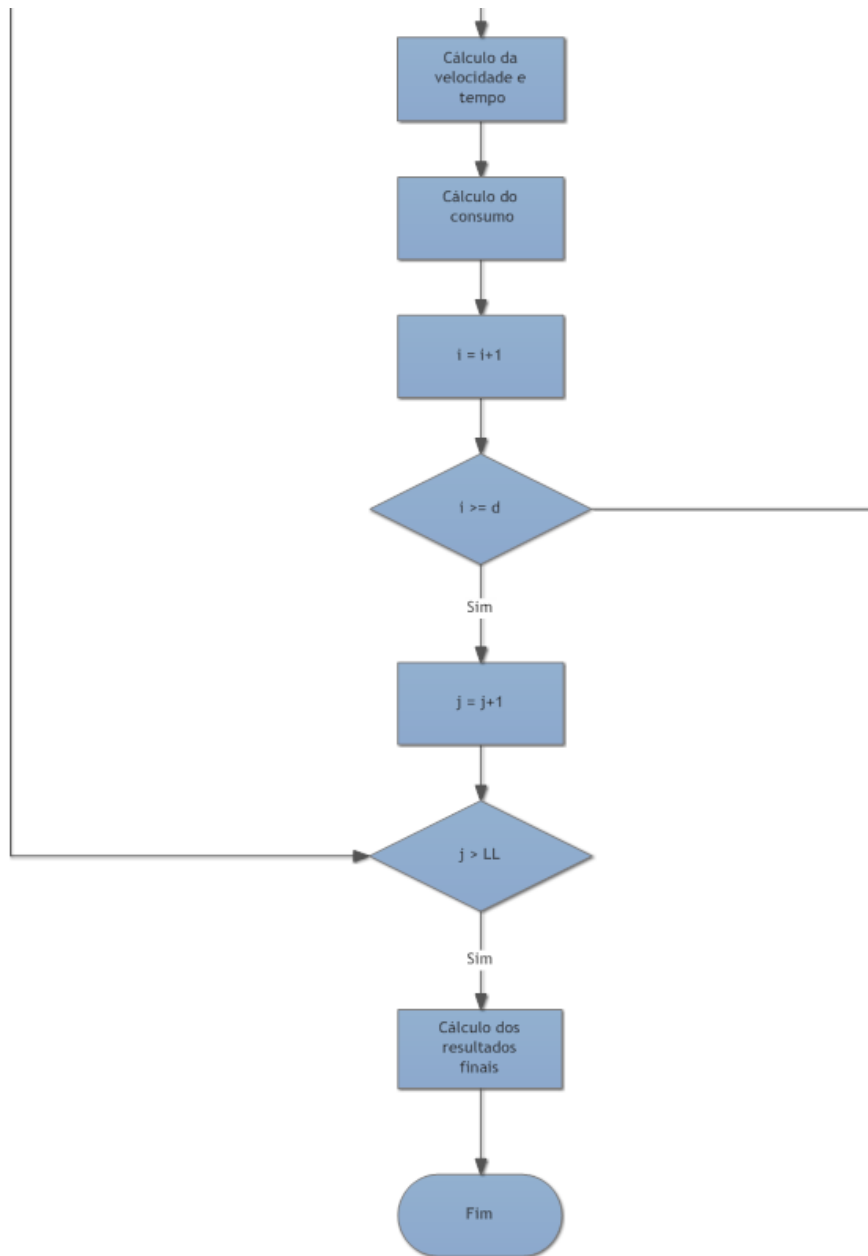 Cálculo da
velocidade e
tempo
Cálculo do
consumo
i = i+1
i >= d
Sim
j = j+1
j > LL
Sim
Cálculo dos
resultados
finais
Fim